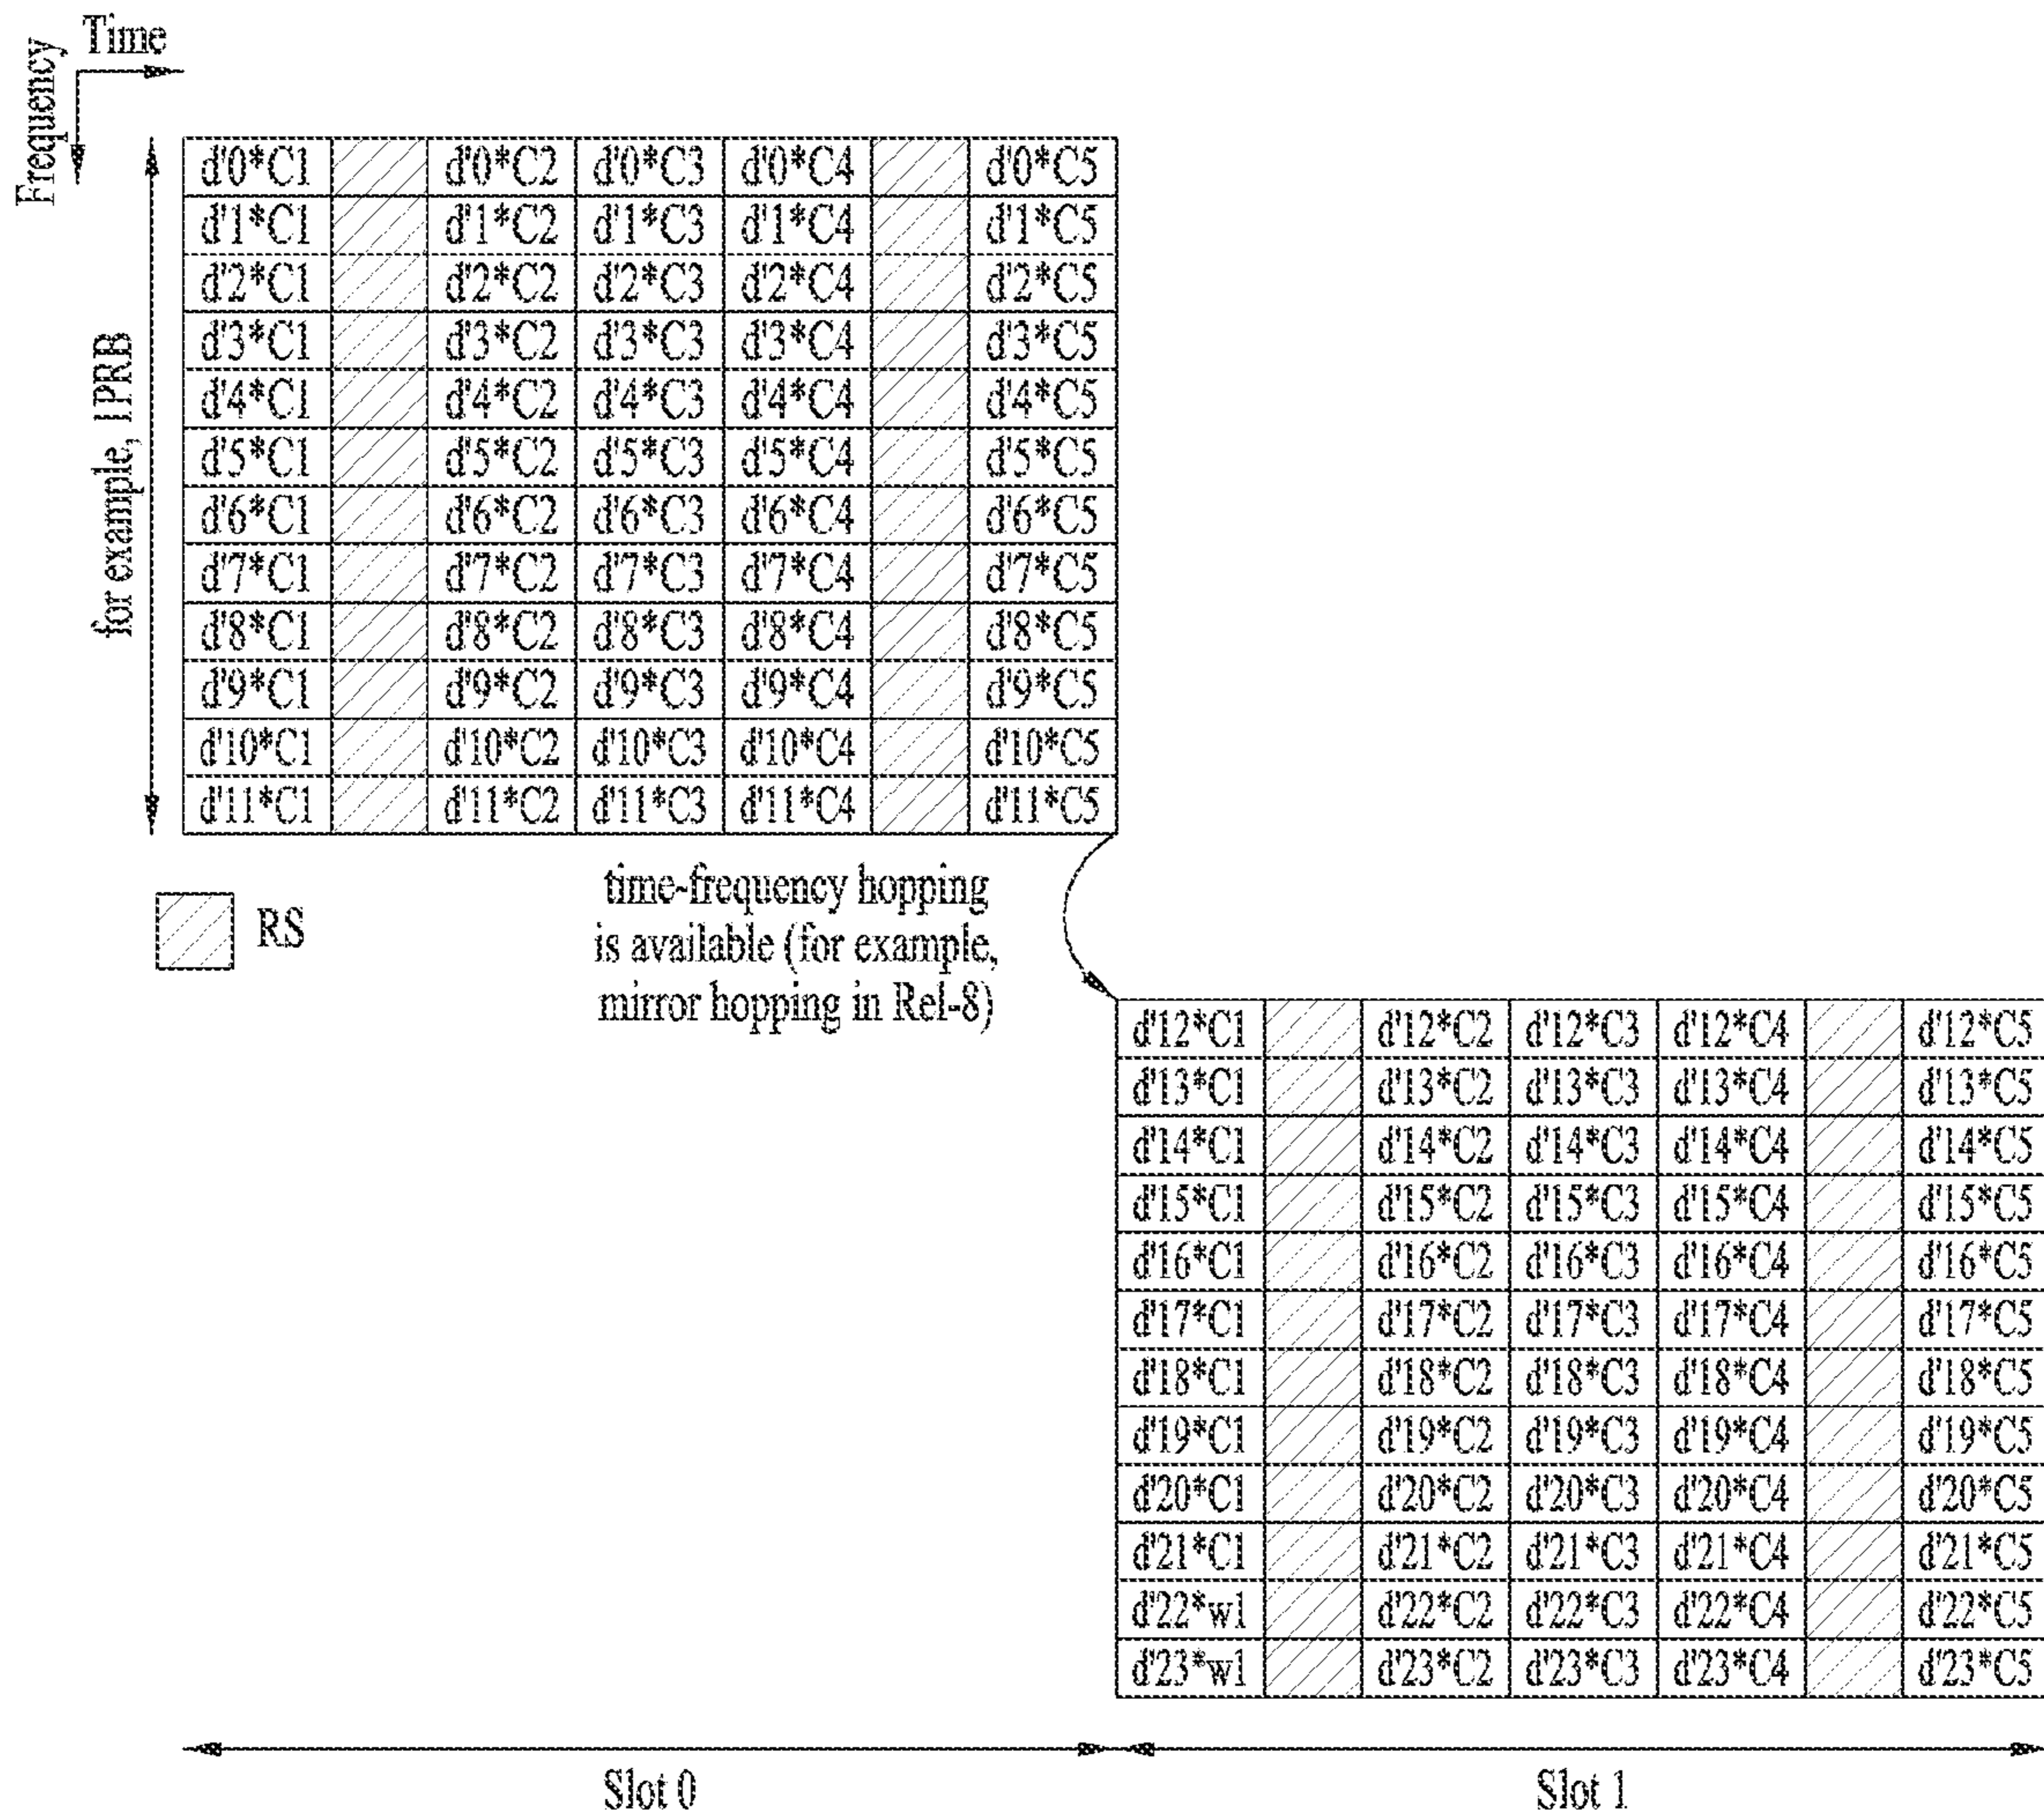 Time
Frequency
for example, 1PRB
d'0*C1 d'0*C2 d'0*C3 d'0*C4 d'0*C5
d'1*C1 d'1*C2 d'1*C3 d'1*C4 d'1*C5
d'2*C1 d'2*C2 d'2*C3 d'2*C4 d'2*C5
d'3*C1 d'3*C2 d'3*C3 d'3*C4 d'3*C5
d'4*C1 d'4*C2 d'4*C3 d'4*C4 d'4*C5
d'5*C1 d'5*C2 d'5*C3 d'5*C4 d'5*C5
d'6*C1 d'6*C2 d'6*C3 d'6*C4 d'6*C5
d'7*C1 d'7*C2 d'7*C3 d'7*C4 d'7*C5
d'8*C1 d'8*C2 d'8*C3 d'8*C4 d'8*C5
d'9*C1 d'9*C2 d'9*C3 d'9*C4 d'9*C5
d'10*C1 d'10*C2 d'10*C3 d'10*C4 d'10*C5
d'11*C1 d'11*C2 d'11*C3 d'11*C4 d'11*C5
RS
time-frequency hopping
is available (for example,
mirror hopping in Rel-8)
d'12*C1 d'12*C2 d'12*C3 d'12*C4 d'12*C5
d'13*C1 d'13*C2 d'13*C3 d'13*C4 d'13*C5
d'14*C1 d'14*C2 d'14*C3 d'14*C4 d'14*C5
d'15*C1 d'15*C2 d'15*C3 d'15*C4 d'15*C5
d'16*C1 d'16*C2 d'16*C3 d'16*C4 d'16*C5
d'17*C1 d'17*C2 d'17*C3 d'17*C4 d'17*C5
d'18*C1 d'18*C2 d'18*C3 d'18*C4 d'18*C5
d'19*C1 d'19*C2 d'19*C3 d'19*C4 d'19*C5
d'20*C1 d'20*C2 d'20*C3 d'20*C4 d'20*C5
d'21*C1 d'21*C2 d'21*C3 d'21*C4 d'21*C5
d'22*w1 d'22*C2 d'22*C3 d'22*C4 d'22*C5
d'23*w1 d'23*C2 d'23*C3 d'23*C4 d'23*C5
Slot 0
Slot 1